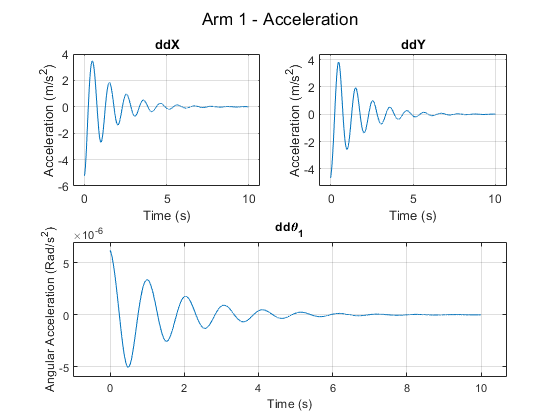 Arm 1 - Acceleration
ddX
Acceleration (m/s²)
4
2
0
-2
-4
-6
0
5
10
Time (s)
ddY
Acceleration (m/s²)
4
2
0
-2
-4
0
5
10
Time (s)
ddθ₁
×10⁻⁶
Angular Acceleration (Rad/s²)
5
0
-5
0
2
4
6
8
10
Time (s)